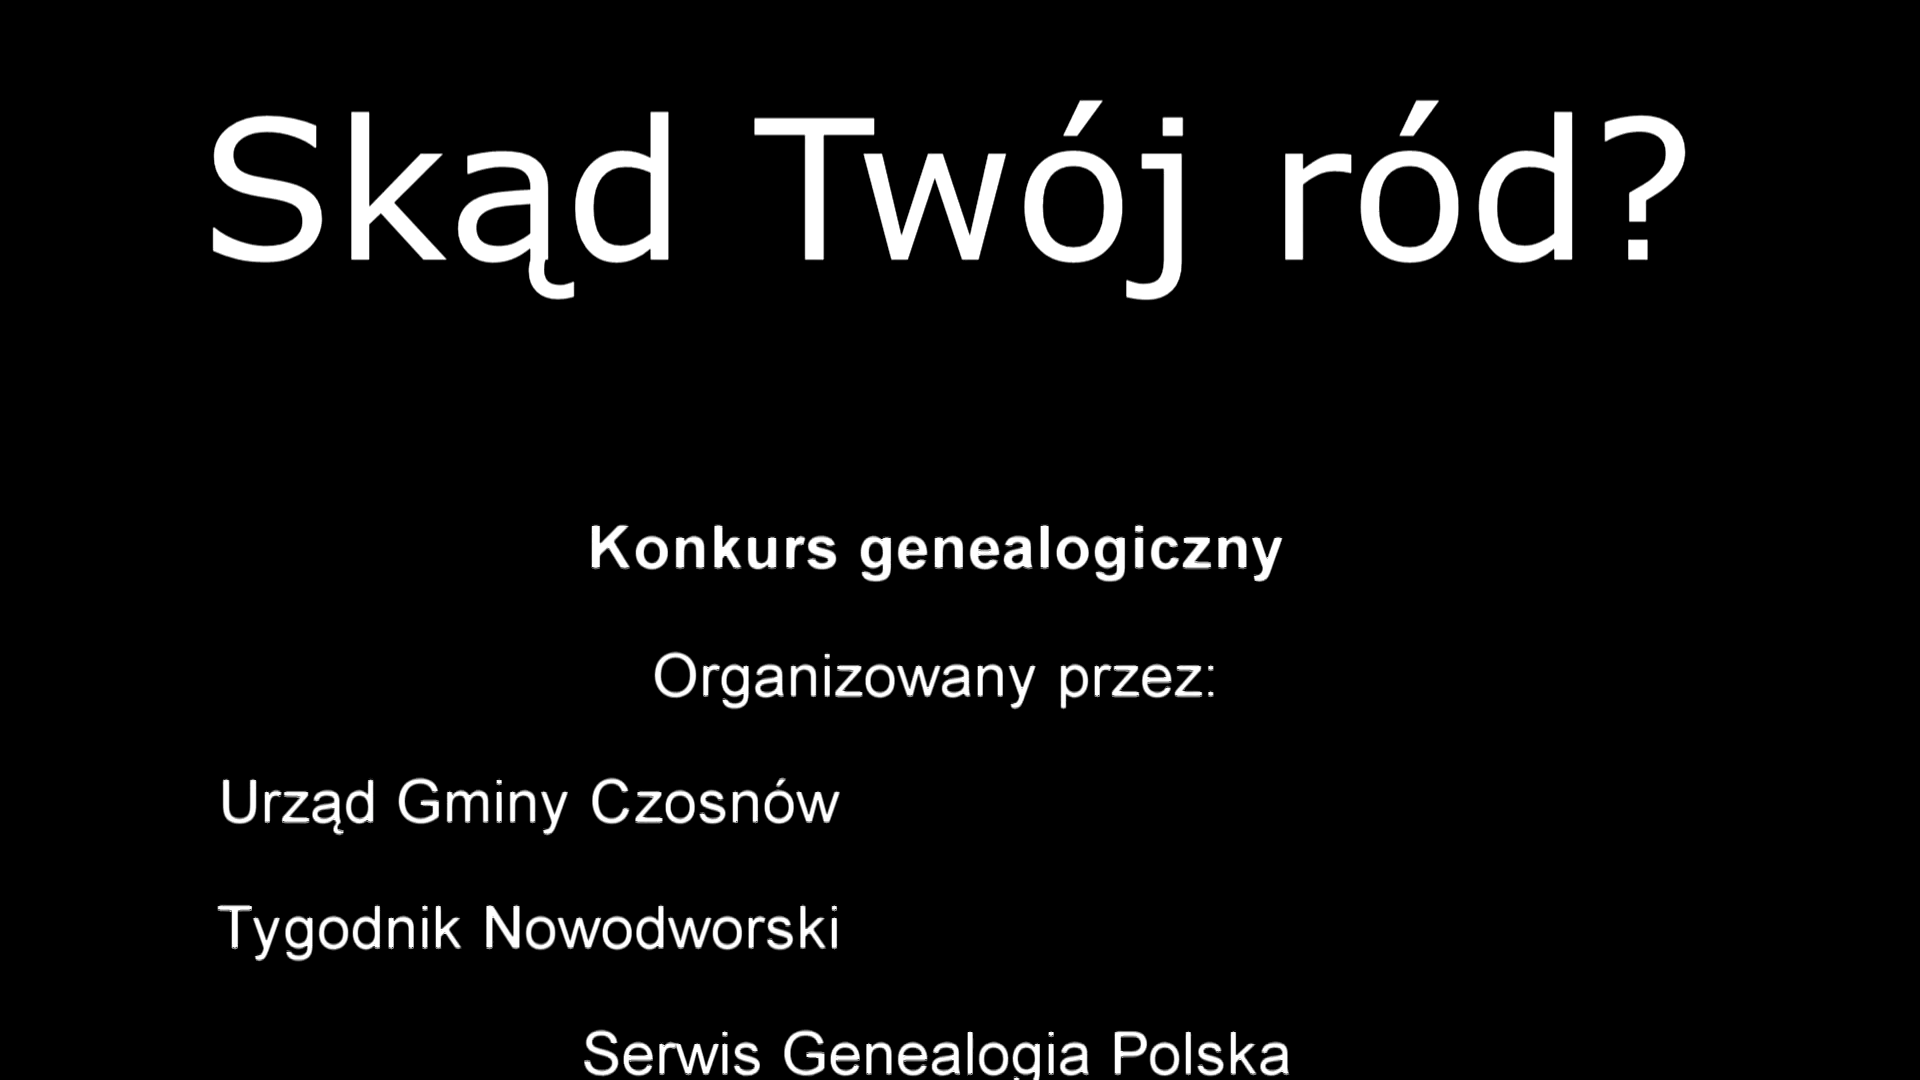 Skąd Twój ród?
Konkurs genealogiczny
Organizowany przez:
Urząd Gminy Czosnów
Tygodnik Nowodworski
Serwis Genealogia Polska